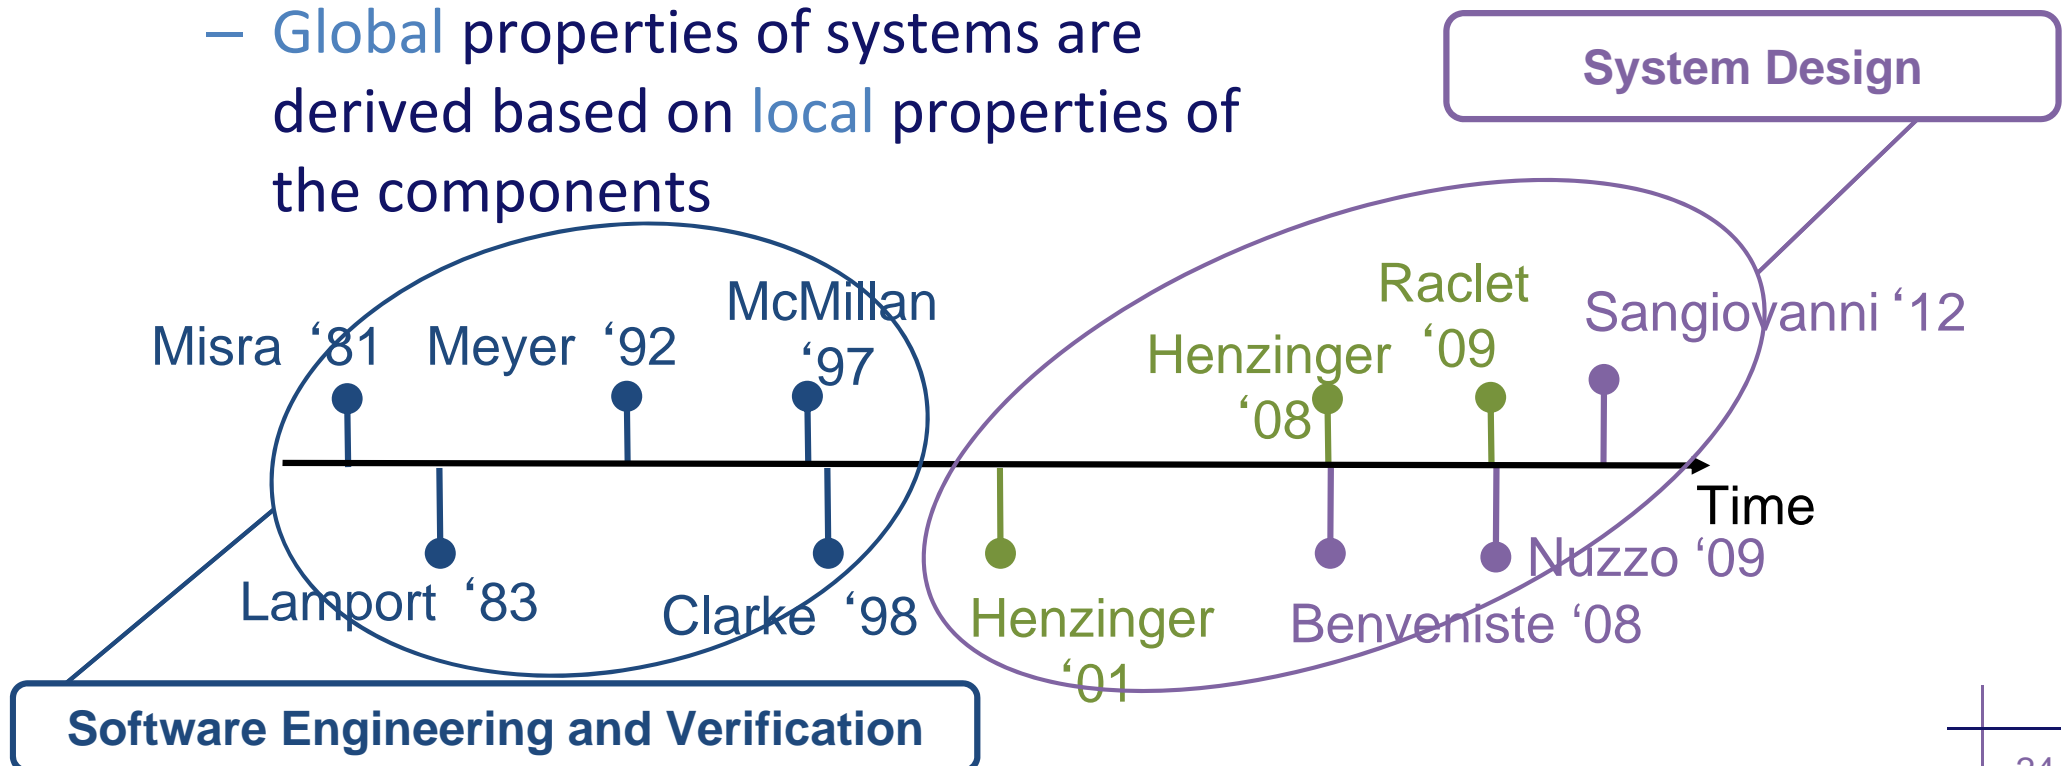 – Global properties of systems are
derived based on local properties of
the components
System Design
Misra ‘81
Meyer ‘92
McMillan
‘97
Henzinger
‘08
Raclet
‘09
Sangiovanni ‘12
Time
Lamport ‘83
Clarke ‘98
Henzinger
‘01
Benveniste ‘08
Nuzzo ‘09
Software Engineering and Verification